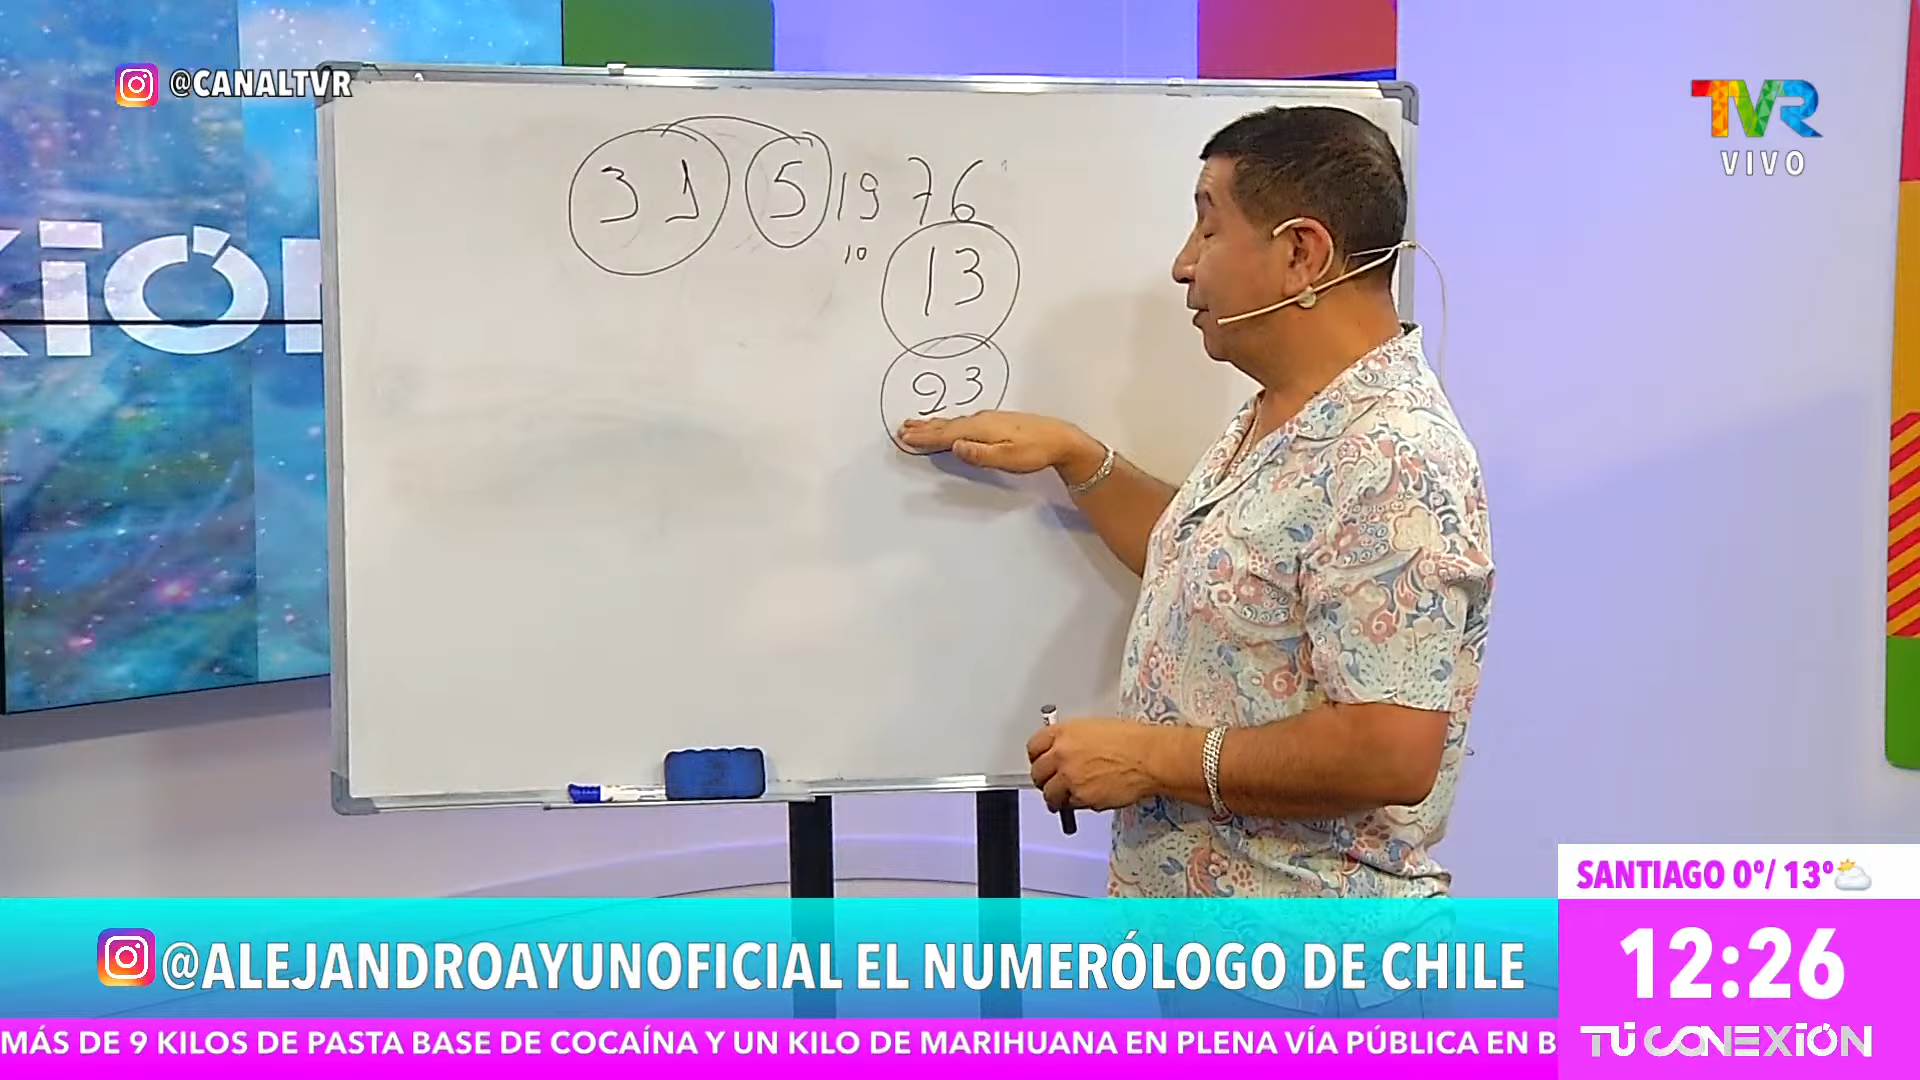 @CANALTVR
TVR
VIVO
31 5 1976
10
13
23
xión
SANTIAGO 0°/ 13°
@ALEJANDROAYUNOFICIAL EL NUMERÓLOGO DE CHILE
12:26
MÁS DE 9 KILOS DE PASTA BASE DE COCAÍNA Y UN KILO DE MARIHUANA EN PLENA VÍA PÚBLICA EN B
TÚ CONEXIÓN